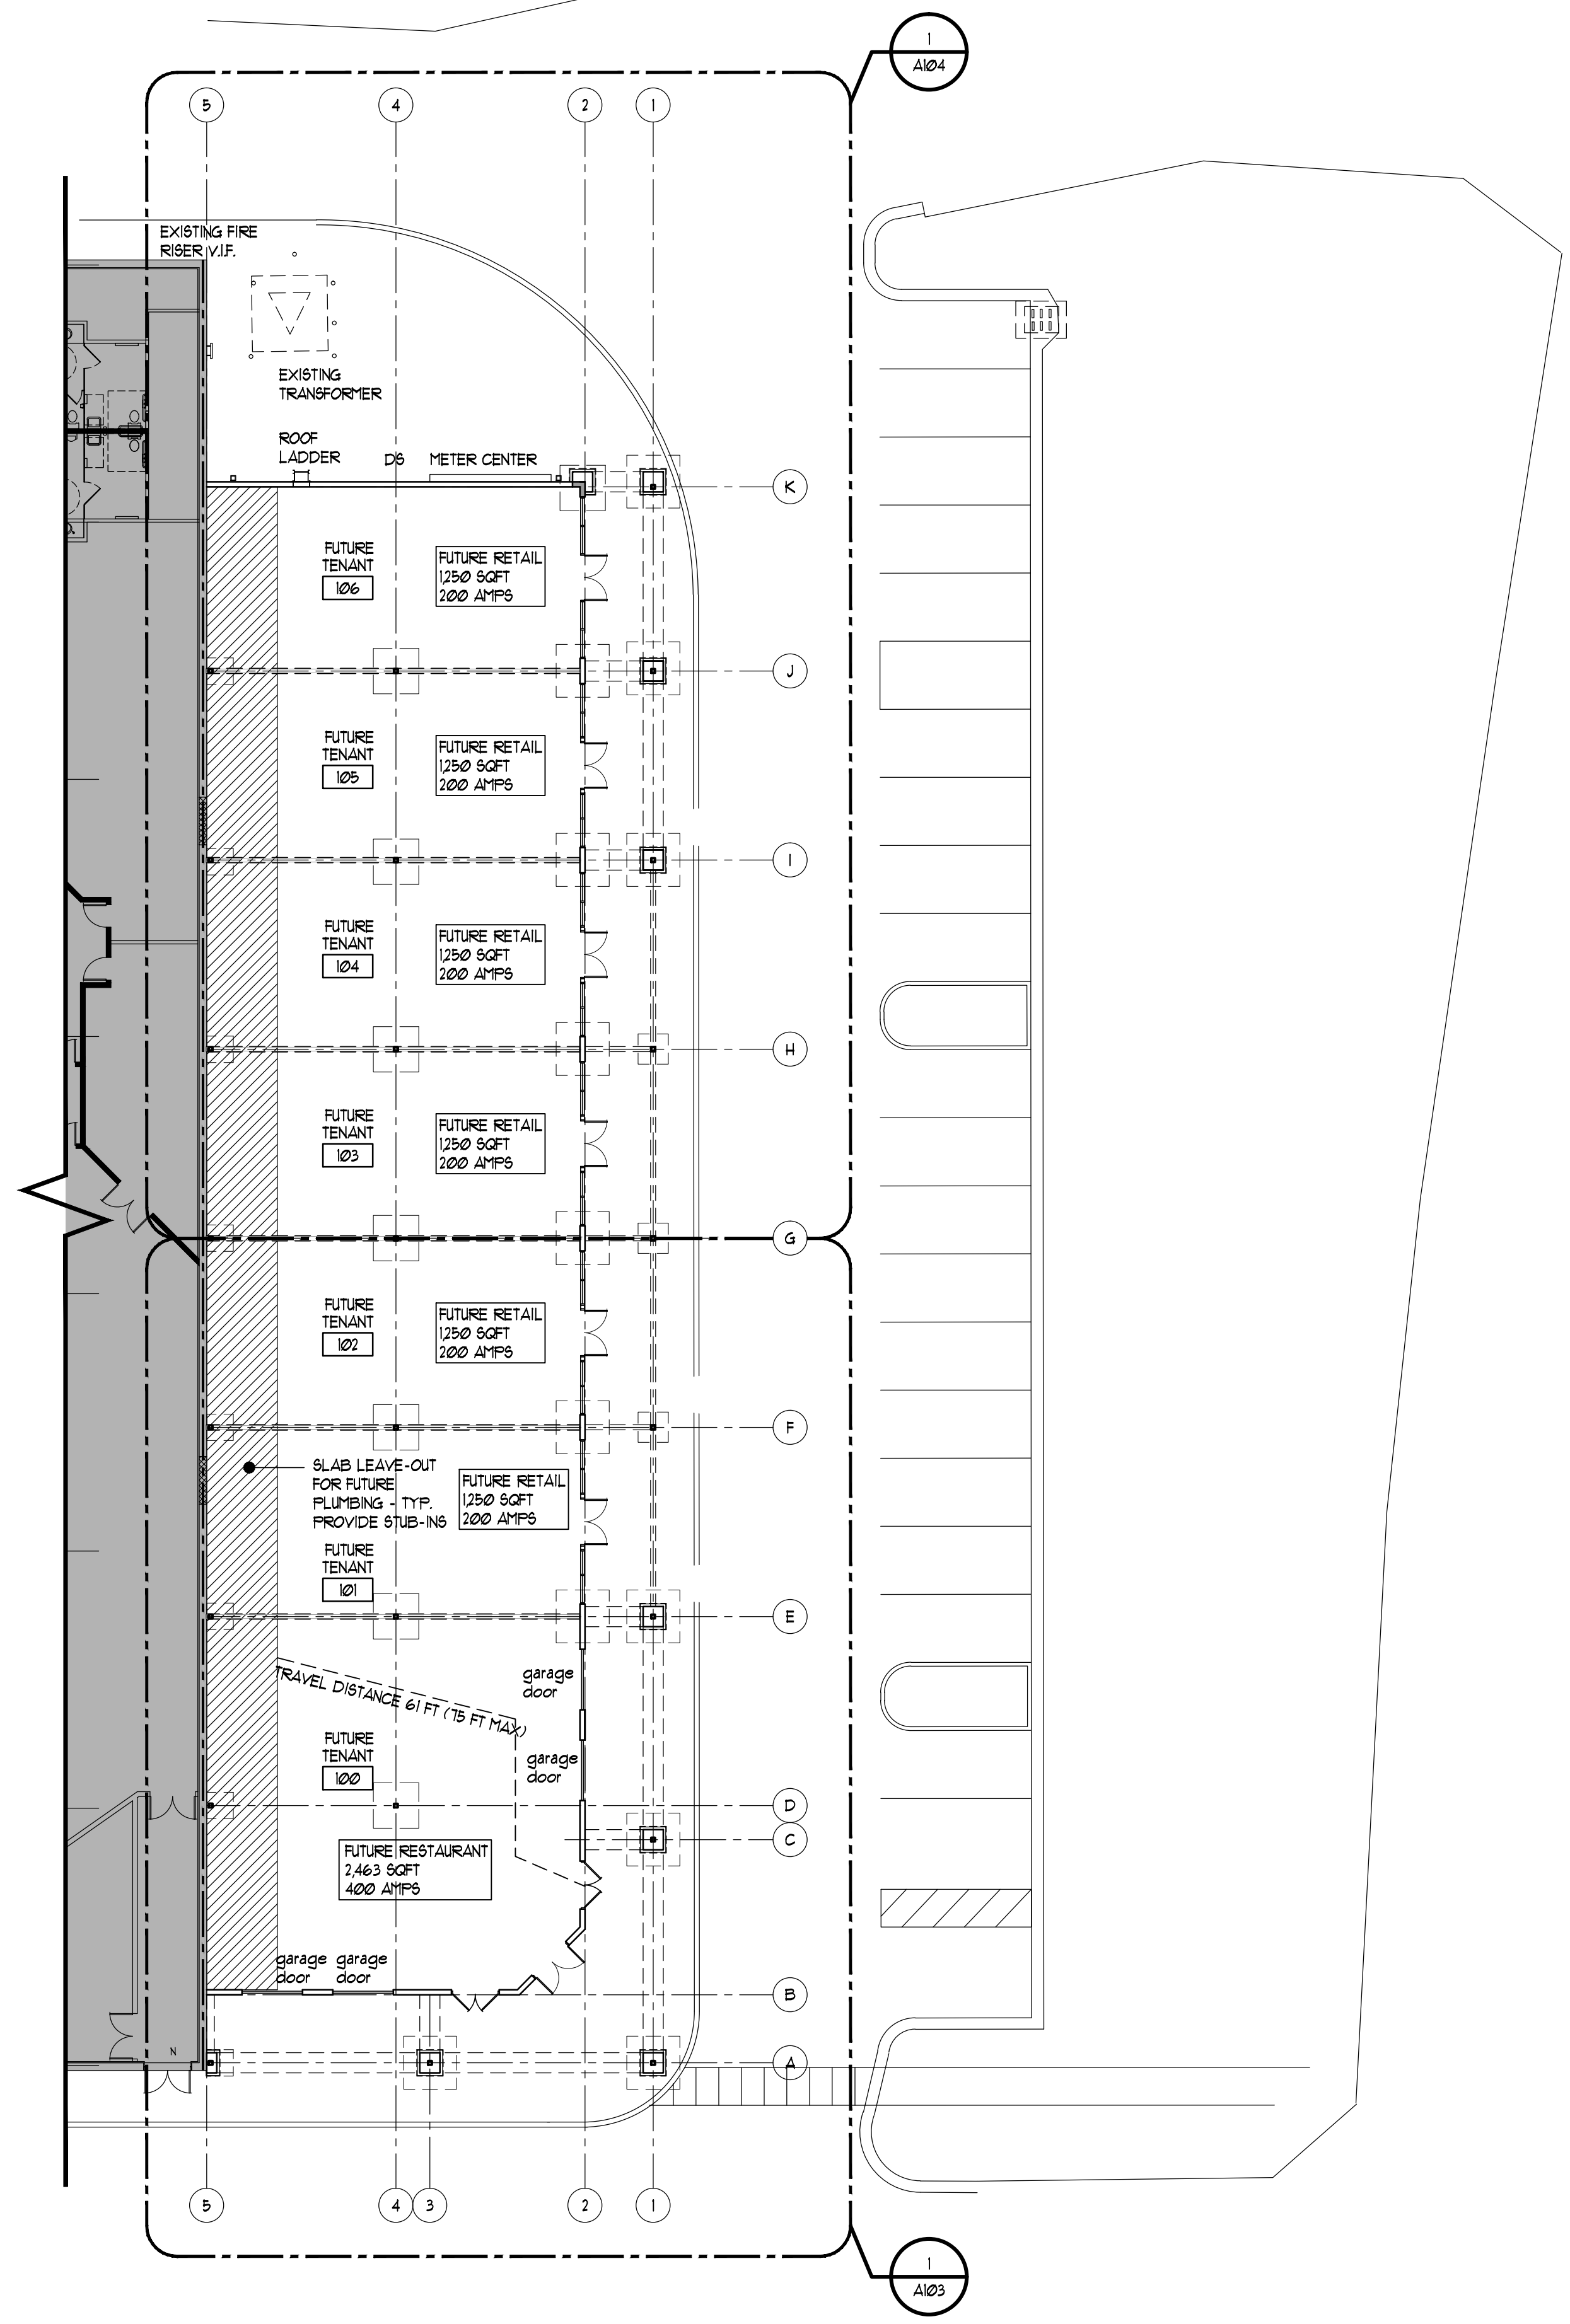 1
A104
5
4
2
1
EXISTING FIRE
RISER V.I.F.
EXISTING
TRANSFORMER
ROOF
LADDER
DS
METER CENTER
K
FUTURE
TENANT
106
FUTURE RETAIL
1,250 SQFT
200 AMPS
J
FUTURE
TENANT
105
FUTURE RETAIL
1,250 SQFT
200 AMPS
I
FUTURE
TENANT
104
FUTURE RETAIL
1,250 SQFT
200 AMPS
H
FUTURE
TENANT
103
FUTURE RETAIL
1,250 SQFT
200 AMPS
G
FUTURE
TENANT
102
FUTURE RETAIL
1,250 SQFT
200 AMPS
F
SLAB LEAVE-OUT
FOR FUTURE
PLUMBING - TYP.
PROVIDE STUB-INS
FUTURE RETAIL
1,250 SQFT
200 AMPS
FUTURE
TENANT
101
E
TRAVEL DISTANCE 61 FT (75 FT MAX)
garage
door
FUTURE
TENANT
100
garage
door
D
C
FUTURE RESTAURANT
2,463 SQFT
400 AMPS
garage
door
garage
door
B
N
A
5
4
3
2
1
1
A103